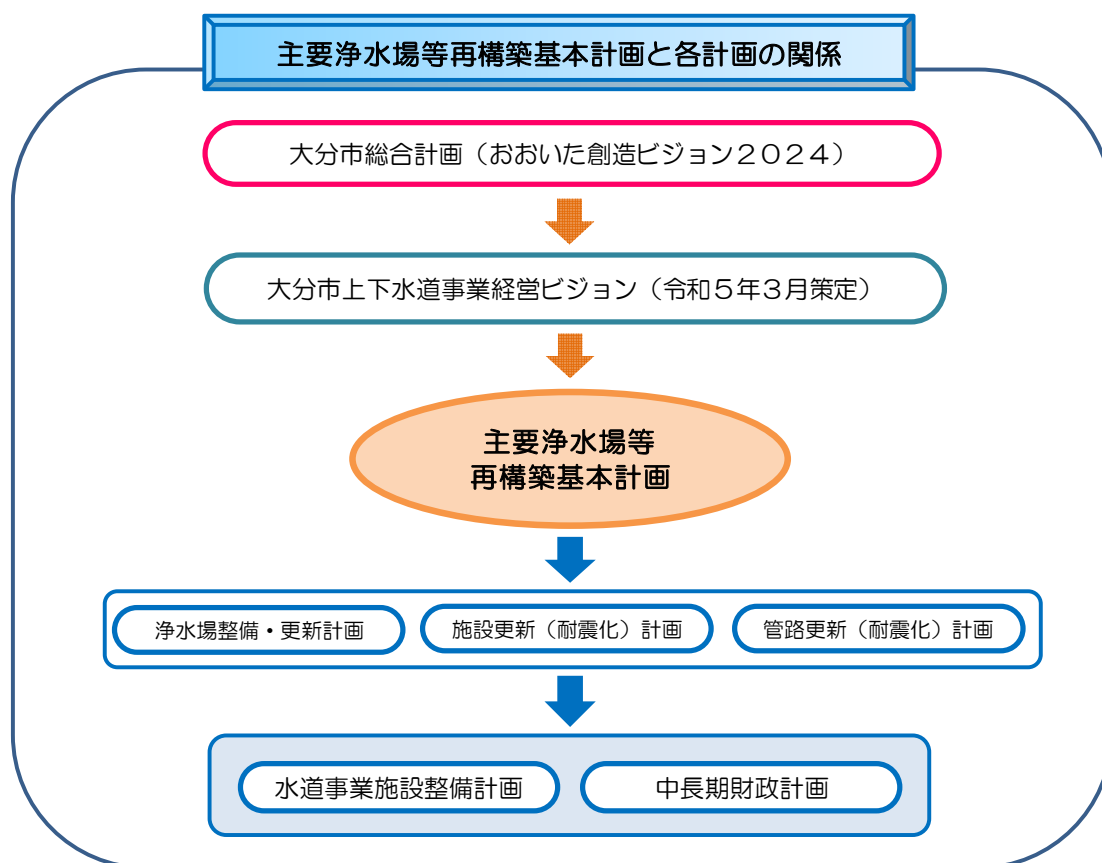 主要浄水場等再構築基本計画と各計画の関係
大分市総合計画（おおいた創造ビジョン２０２４）
大分市上下水道事業経営ビジョン（令和５年３月策定）
主要浄水場等
再構築基本計画
浄水場整備・更新計画
施設更新（耐震化）計画
管路更新（耐震化）計画
水道事業施設整備計画
中長期財政計画